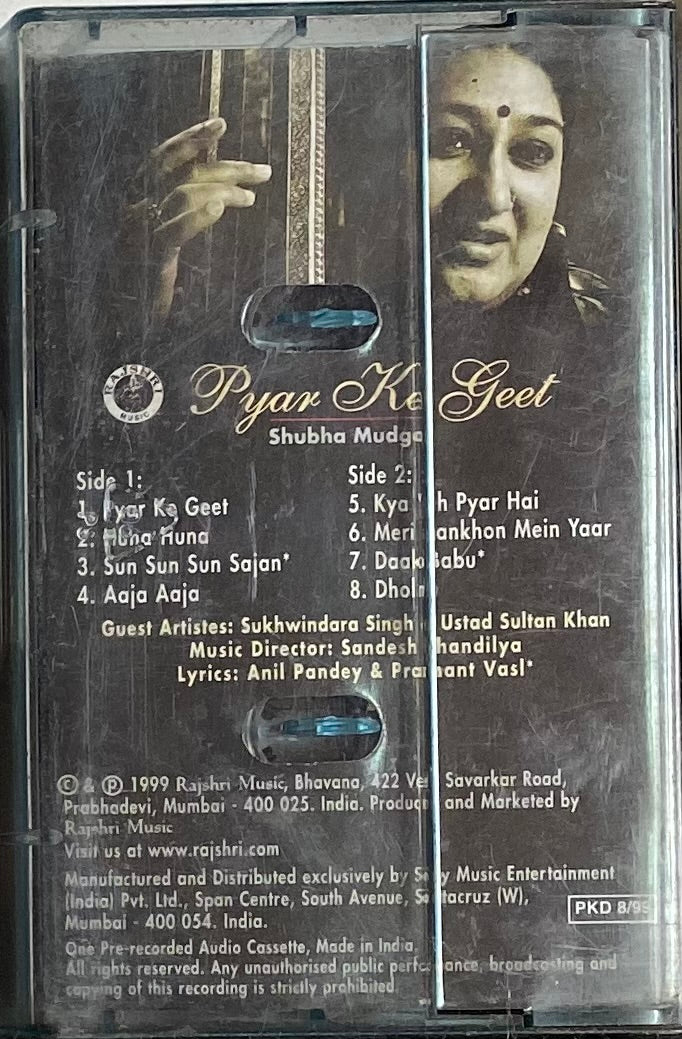 RAJSHRI
MUSIC
Pyar Ke Geet
Shubha Mudga
Side 1:
1. Pyar Ke Geet
2. Huna Huna
3. Sun Sun Sun Sajan*
4. Aaja Aaja
Side 2:
5. Kya h Pyar Hai
6. Meri ankhon Mein Yaar
7. Daak Babu*
8. Dhol
Guest Artistes: Sukhwindara Singh Ustad Sultan Khan
Music Director: Sandesh handilya
Lyrics: Anil Pandey & Prashant Vasl*
© & ℗ 1999 Rajshri Music, Bhavana, 422 Ve Savarkar Road,
Prabhadevi, Mumbai - 400 025. India. Produc and Marketed by
Rajshri Music
Visit us at www.rajshri.com
Manufactured and Distributed exclusively by Sony Music Entertainment
(India) Pvt. Ltd., Span Centre, South Avenue, Santacruz (W),
Mumbai - 400 054. India.
PKD 8/99
One Pre-recorded Audio Cassette, Made in India.
All rights reserved. Any unauthorised public performance, broadcasting and
copying of this recording is strictly prohibited